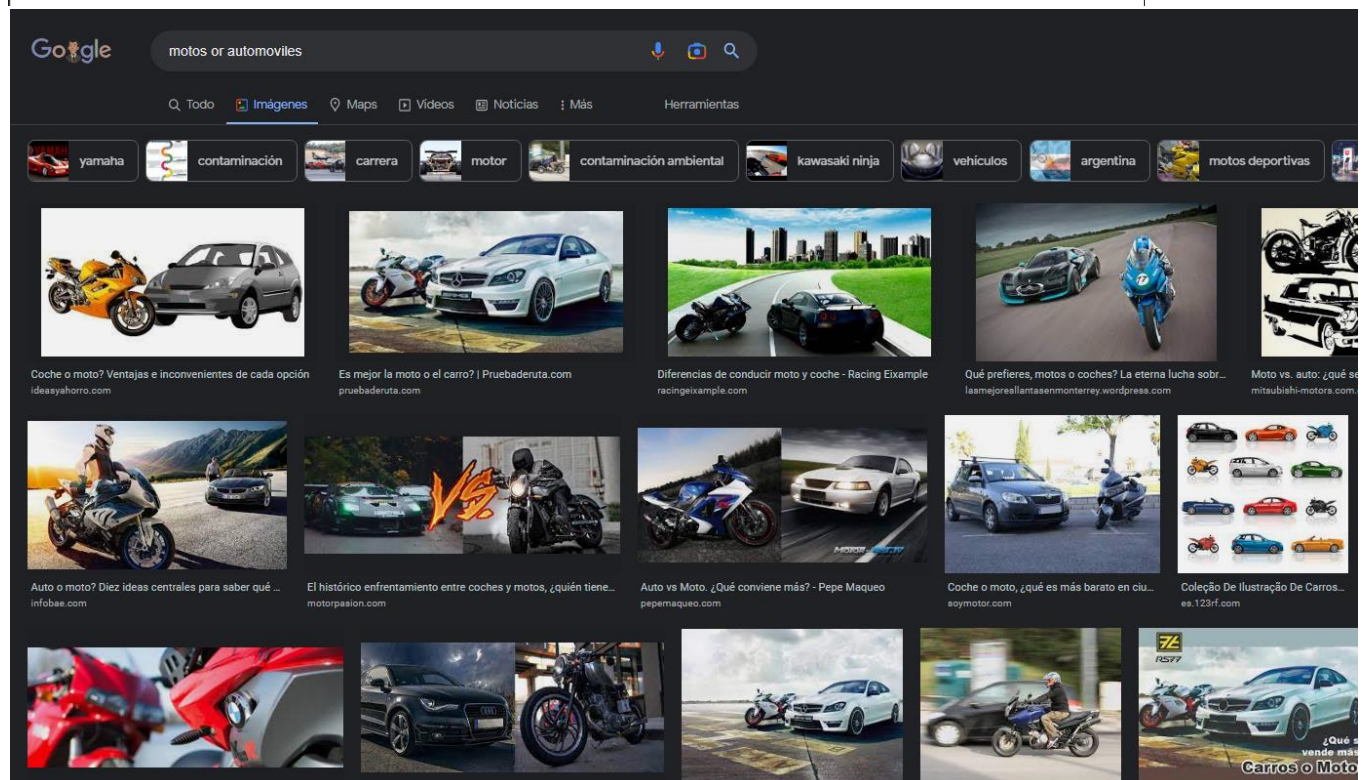 Google
motos or automoviles
Todo
Imágenes
Maps
Vídeos
Noticias
Más
Herramientas
yamaha
contaminación
carrera
motor
contaminación ambiental
kawasaki ninja
vehículos
argentina
motos deportivas
Coche o moto? Ventajas e inconvenientes de cada opción
ideasyahorro.com
Es mejor la moto o el carro? | Pruebaderuta.com
pruebaderuta.com
Diferencias de conducir moto y coche - Racing Eixample
racingeixample.com
Qué prefieres, motos o coches? La eterna lucha sobr...
lasmejoresllantasenmonterrey.wordpress.com
Moto vs. auto: ¿qué se
mitsubishi-motors.com.
VS
Auto o moto? Diez ideas centrales para saber qué ...
infobae.com
El histórico enfrentamiento entre coches y motos, ¿quién tiene...
motorpasion.com
Auto vs Moto. ¿Qué conviene más? - Pepe Maqueo
pepemaqueo.com
Coche o moto, ¿qué es más barato en ciu...
soymotor.com
Coleção De Ilustração De Carros...
es.123rf.com
RS77
¿Qué s
vende más
Carros o Moto